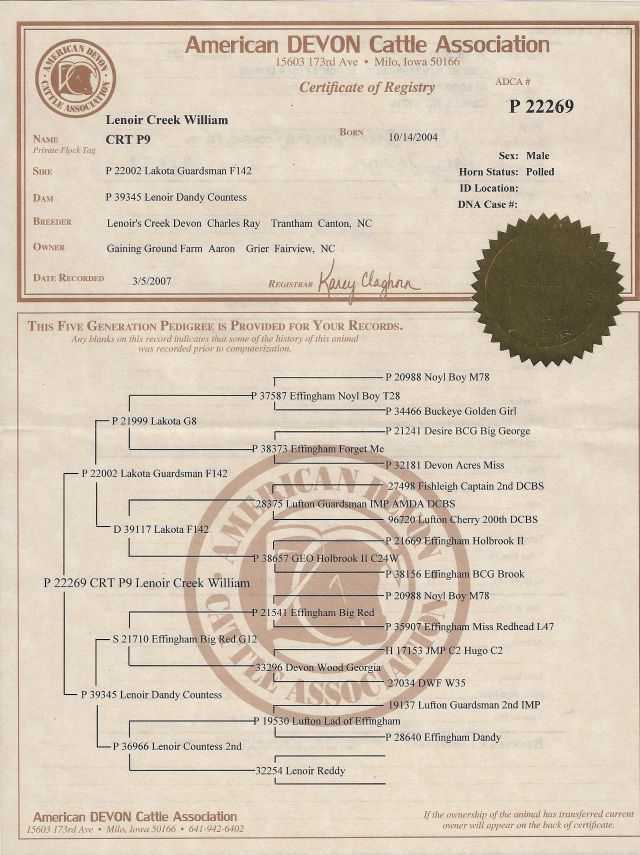 American DEVON Cattle Association
15603 173rd Ave • Milo, Iowa 50166
Certificate of Registry
ADCA #
P 22269
AMERICAN DEVON
CATTLE ASSOCIATION
Lenoir Creek William
NAME CRT P9
Private Flock Tag
BORN 10/14/2004
Sex: Male
Horn Status: Polled
ID Location:
DNA Case #:
SIRE P 22002 Lakota Guardsman F142
DAM P 39345 Lenoir Dandy Countess
BREEDER Lenoir's Creek Devon Charles Ray Trantham Canton, NC
OWNER Gaining Ground Farm Aaron Grier Fairview, NC
DATE RECORDED 3/5/2007
REGISTRAR Karey Claghorn
THIS FIVE GENERATION PEDIGREE IS PROVIDED FOR YOUR RECORDS.
Any blanks on this record indicates that some of the history of this animal
was recorded prior to computerization.
P 20988 Noyl Boy M78
P 37587 Effingham Noyl Boy T28
P 34466 Buckeye Golden Girl
P 21999 Lakota G8
P 21241 Desire BCG Big George
P 38373 Effingham Forget Me
P 32181 Devon Acres Miss
P 22002 Lakota Guardsman F142
27498 Fishleigh Captain 2nd DCBS
28375 Lufton Guardsman IMP AMDA DCBS
96720 Lufton Cherry 200th DCBS
D 39117 Lakota F142
P 21669 Effingham Holbrook II
P 38657 GEO Holbrook II C24W
P 38156 Effingham BCG Brook
P 22269 CRT P9 Lenoir Creek William
P 20988 Noyl Boy M78
P 21541 Effingham Big Red
P 35907 Effingham Miss Redhead L47
S 21710 Effingham Big Red G12
H 17153 JMP C2 Hugo C2
33296 Devon Wood Georgia
27034 DWF W35
P 39345 Lenoir Dandy Countess
19137 Lufton Guardsman 2nd IMP
P 19530 Lufton Lad of Effingham
P 28640 Effingham Dandy
P 36966 Lenoir Countess 2nd
32254 Lenoir Reddy
AMERICAN DEVON
CATTLE ASSOCIATION
American DEVON Cattle Association
15603 173rd Ave • Milo, Iowa 50166 • 641-942-6402
If the ownership of the animal has transferred current
owner will appear on the back of certificate.